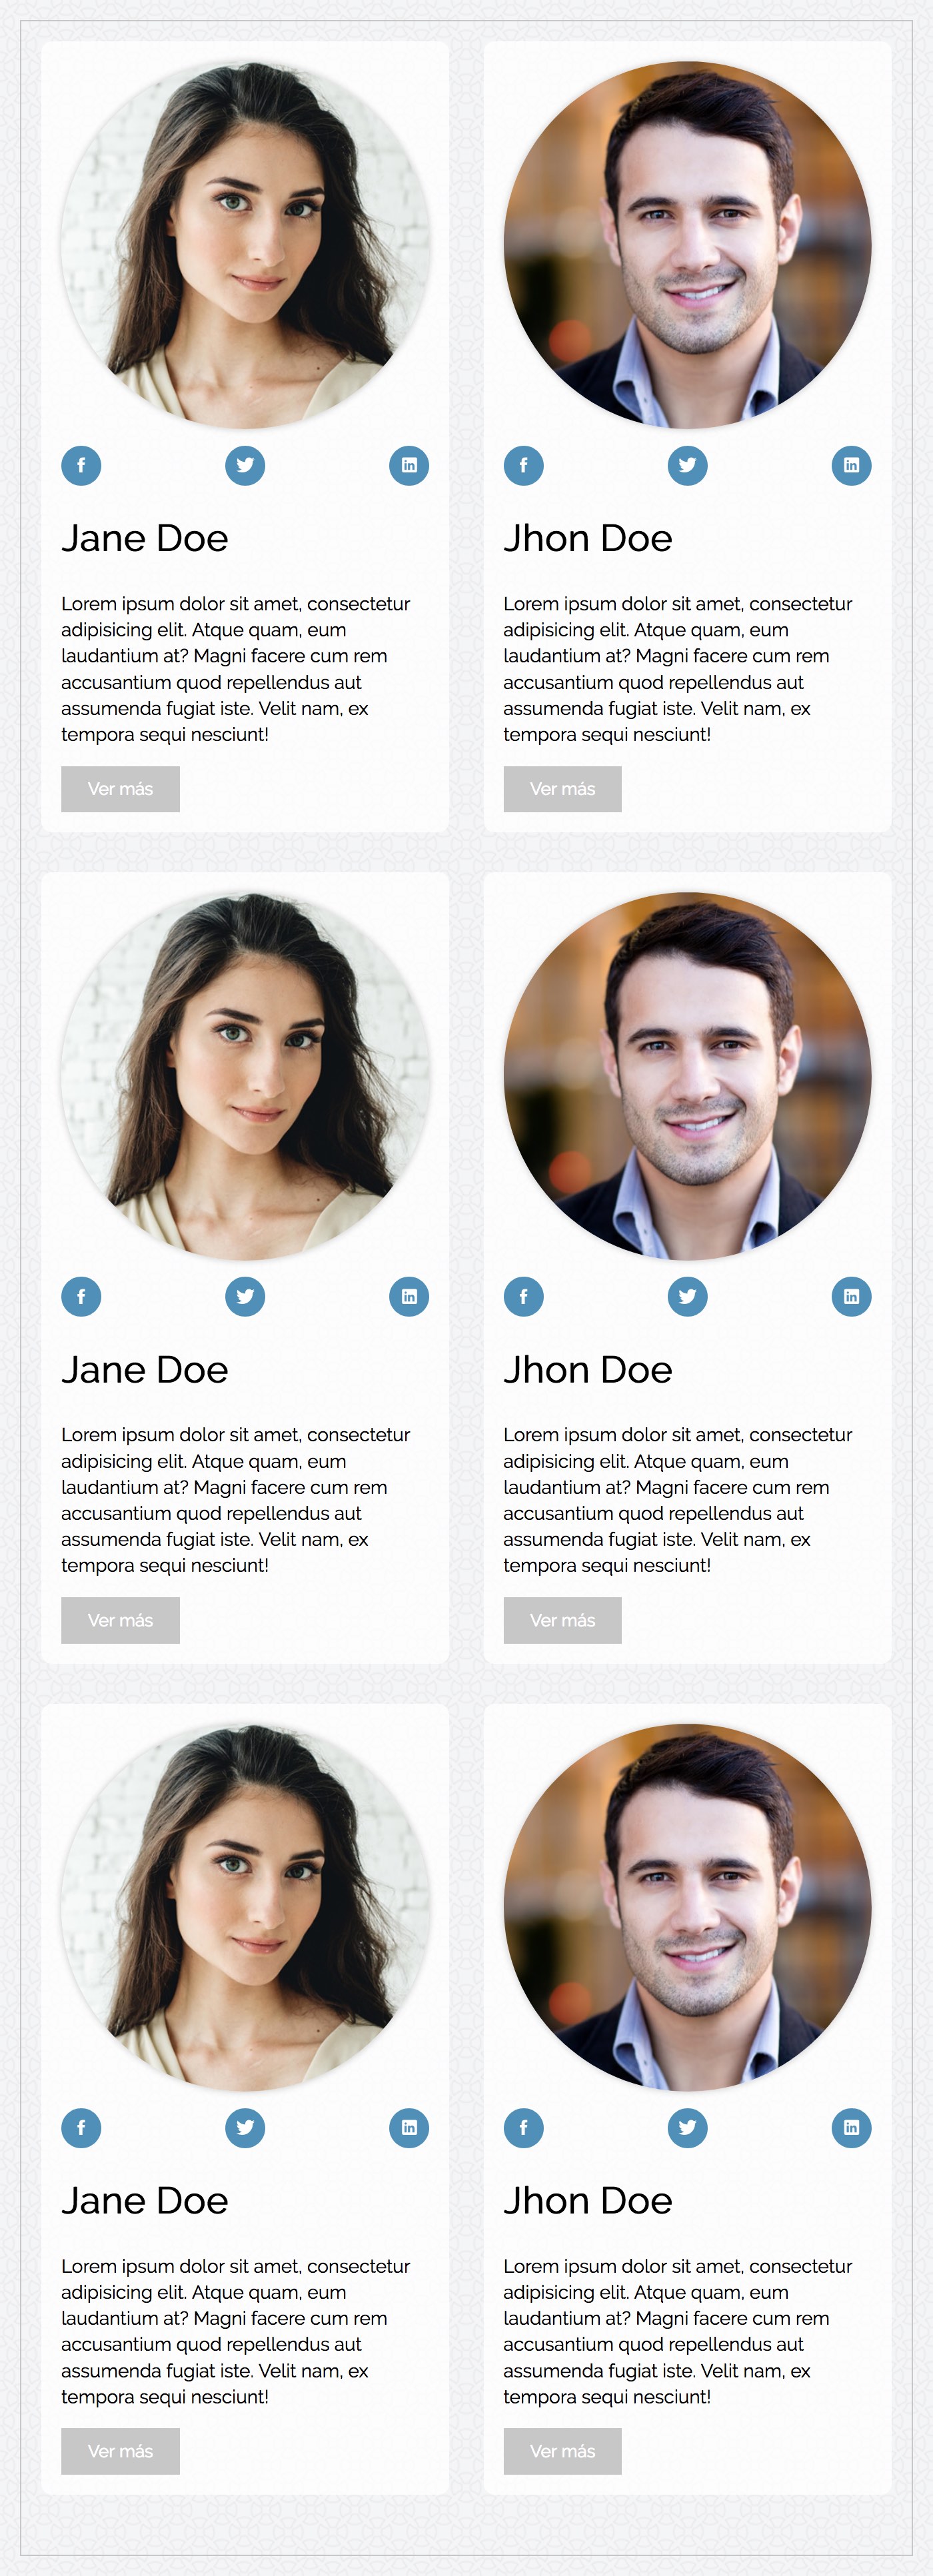 Jane Doe
Lorem ipsum dolor sit amet, consectetur
adipisicing elit. Atque quam, eum
laudantium at? Magni facere cum rem
accusantium quod repellendus aut
assumenda fugiat iste. Velit nam, ex
tempora sequi nesciunt!
Ver más
Jhon Doe
Lorem ipsum dolor sit amet, consectetur
adipisicing elit. Atque quam, eum
laudantium at? Magni facere cum rem
accusantium quod repellendus aut
assumenda fugiat iste. Velit nam, ex
tempora sequi nesciunt!
Ver más
Jane Doe
Lorem ipsum dolor sit amet, consectetur
adipisicing elit. Atque quam, eum
laudantium at? Magni facere cum rem
accusantium quod repellendus aut
assumenda fugiat iste. Velit nam, ex
tempora sequi nesciunt!
Ver más
Jhon Doe
Lorem ipsum dolor sit amet, consectetur
adipisicing elit. Atque quam, eum
laudantium at? Magni facere cum rem
accusantium quod repellendus aut
assumenda fugiat iste. Velit nam, ex
tempora sequi nesciunt!
Ver más
Jane Doe
Lorem ipsum dolor sit amet, consectetur
adipisicing elit. Atque quam, eum
laudantium at? Magni facere cum rem
accusantium quod repellendus aut
assumenda fugiat iste. Velit nam, ex
tempora sequi nesciunt!
Ver más
Jhon Doe
Lorem ipsum dolor sit amet, consectetur
adipisicing elit. Atque quam, eum
laudantium at? Magni facere cum rem
accusantium quod repellendus aut
assumenda fugiat iste. Velit nam, ex
tempora sequi nesciunt!
Ver más